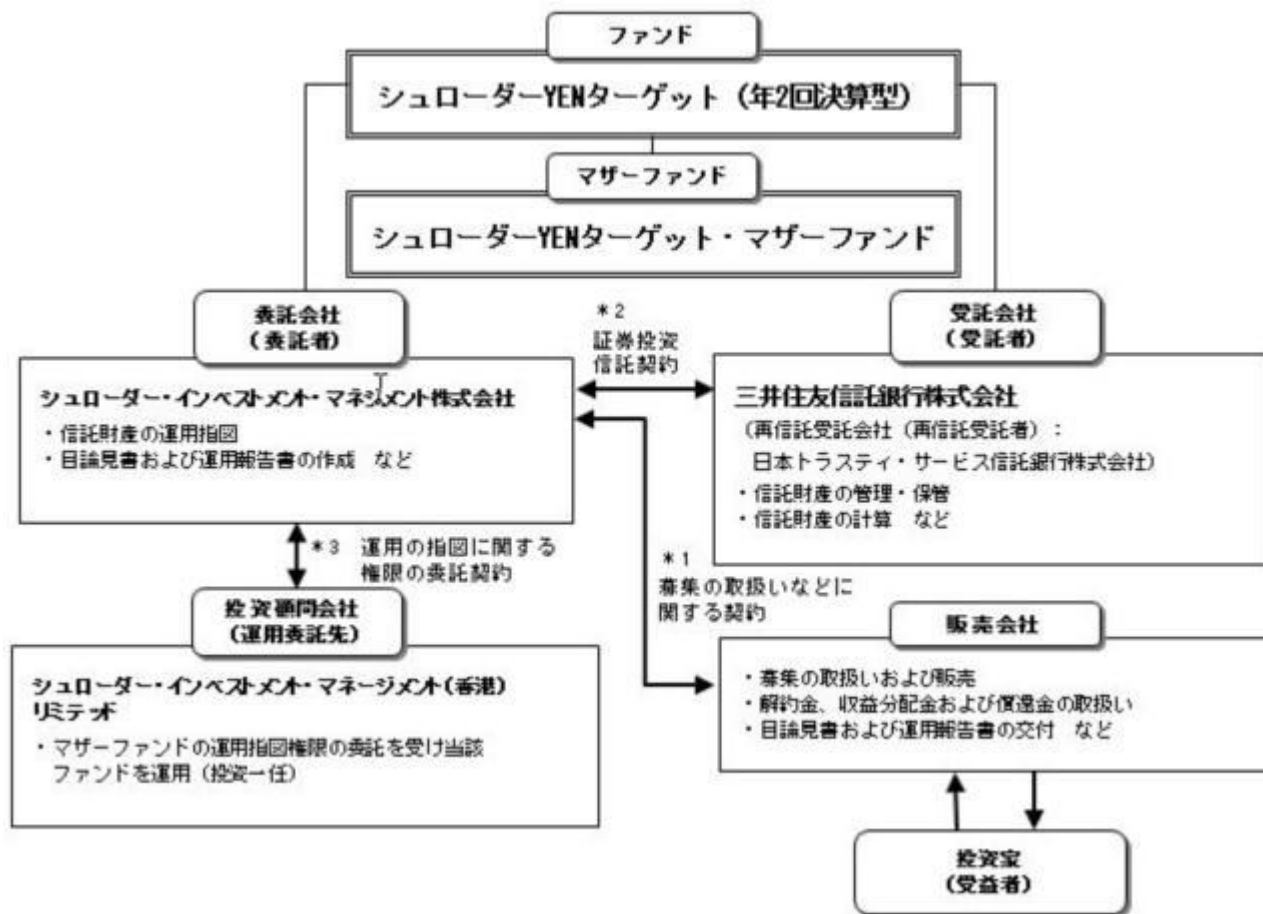 ファンド
シュローダーYENターゲット（年2回決算型）
マザーファンド
シュローダーYENターゲット・マザーファンド
委託会社
（委託者）
シュローダー・インベストメント・マネジメント株式会社
・信託財産の運用指図
・目論見書および運用報告書の作成　など
＊2
証券投資
信託契約
受託会社
（受託者）
三井住友信託銀行株式会社
（再信託受託会社（再信託受託者）：
日本トラスティ・サービス信託銀行株式会社）
・信託財産の管理・保管
・信託財産の計算　など
＊3　運用の指図に関する
権限の委託契約
＊1
募集の取扱いなどに
関する契約
投資顧問会社
（運用委託先）
シュローダー・インベストメント・マネージメント（香港）
リミテッド
・マザーファンドの運用指図権限の委託を受け当該
ファンドを運用（投資一任）
販売会社
・募集の取扱いおよび販売
・解約金、収益分配金および償還金の取扱い
・目論見書および運用報告書の交付　など
投資家
（受益者）